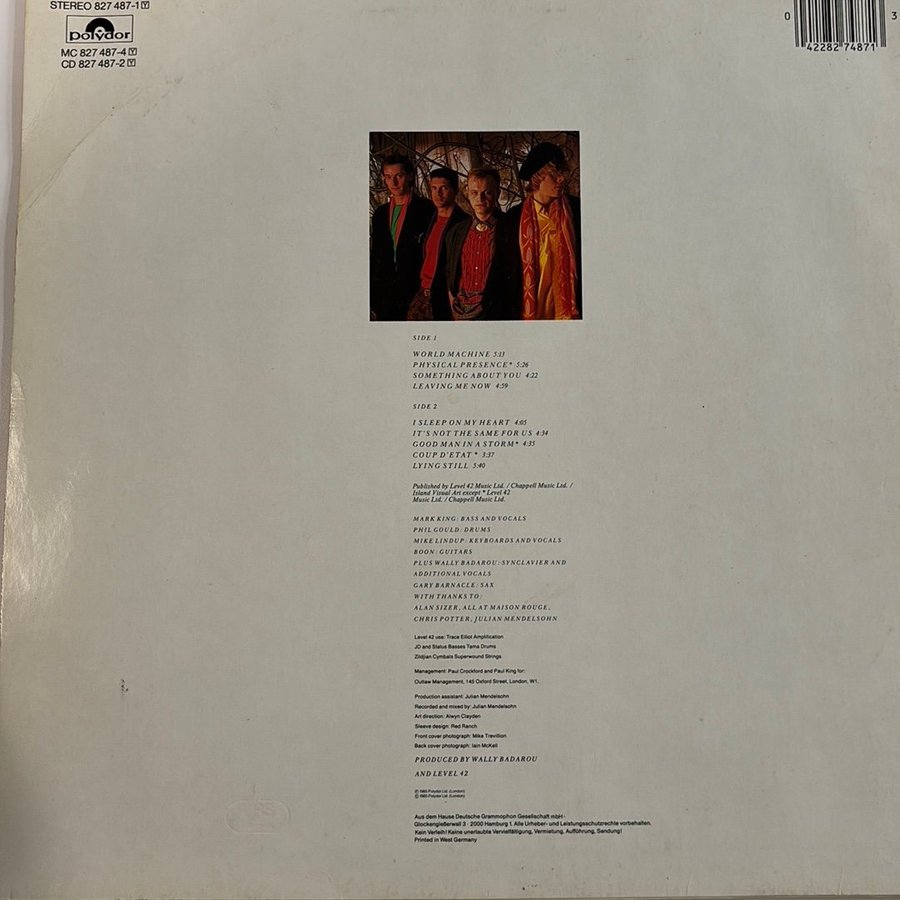 STEREO 827 487-1 Y
polydor
MC 827 487-4 Y
CD 827 487-2 Y
0
3
42282 74871
SIDE 1
WORLD MACHINE 5:13
PHYSICAL PRESENCE* 5:26
SOMETHING ABOUT YOU 4:22
LEAVING ME NOW 4:59
SIDE 2
I SLEEP ON MY HEART 4:05
IT'S NOT THE SAME FOR US 4:34
GOOD MAN IN A STORM* 4:35
COUP D'ETAT * 3:37
LYING STILL 5:40
Published by Level 42 Music Ltd. / Chappell Music Ltd. /
Island Visual Art except * Level 42
Music Ltd. / Chappell Music Ltd.
MARK KING: BASS AND VOCALS
PHIL GOULD: DRUMS
MIKE LINDUP: KEYBOARDS AND VOCALS
BOON: GUITARS
PLUS WALLY BADAROU: SYNCLAVIER AND
ADDITIONAL VOCALS
GARY BARNACLE: SAX
WITH THANKS TO:
ALAN SIZER, ALL AT MAISON ROUGE,
CHRIS POTTER, JULIAN MENDELSOHN
Level 42 use: Trace Elliot Amplification
JD and Status Basses Tama Drums
Zildjian Cymbals Superwound Strings
Management: Paul Crockford and Paul King for:
Outlaw Management, 145 Oxford Street, London, W1.
Production assistant: Julian Mendelsohn
Recorded and mixed by: Julian Mendelsohn
Art direction: Alwyn Clayden
Sleeve design: Red Ranch
Front cover photograph: Mike Trevillion
Back cover photograph: Iain McKell
PRODUCED BY WALLY BADAROU
AND LEVEL 42
℗ 1985 Polydor Ltd. (London)
© 1985 Polydor Ltd. (London)
Aus dem Hause Deutsche Grammophon Gesellschaft mbH·
Glockengießerwall 3 · 2000 Hamburg 1. Alle Urheber- und Leistungsschutzrechte vorbehalten.
Kein Verleih! Keine unerlaubte Vervielfältigung, Vermietung, Aufführung, Sendung!
Printed in West Germany